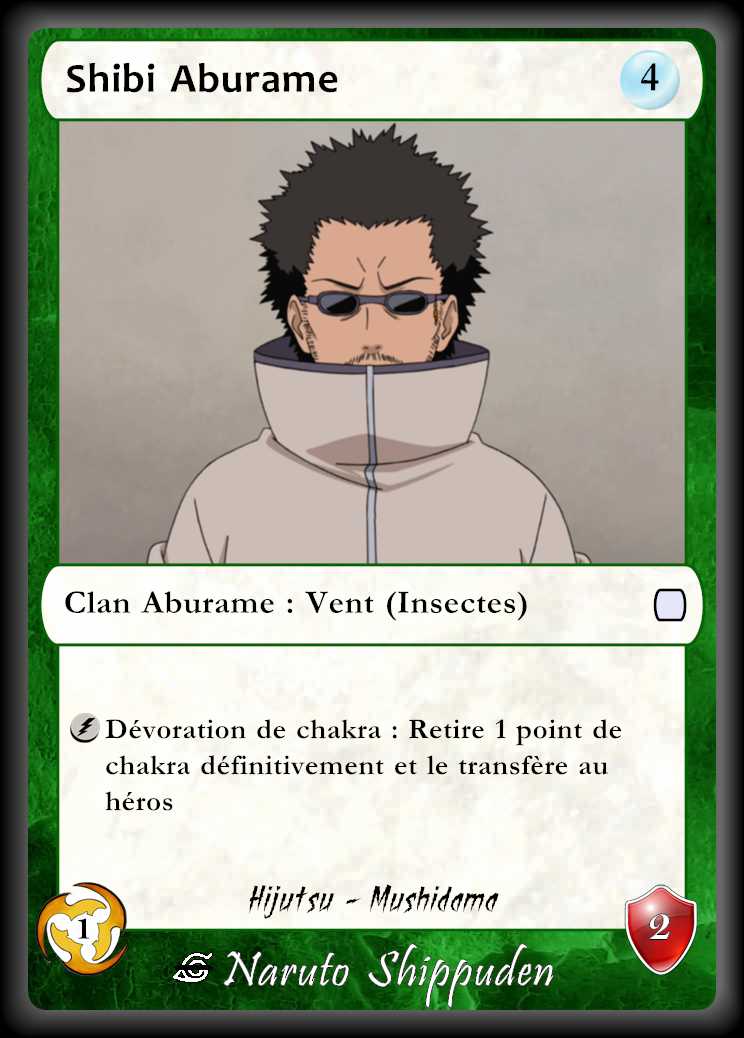 Shibi Aburame
4
Clan Aburame : Vent (Insectes)
Dévoration de chakra : Retire 1 point de
chakra définitivement et le transfère au
héros
Hijutsu - Mushidama
1
2
Naruto Shippuden